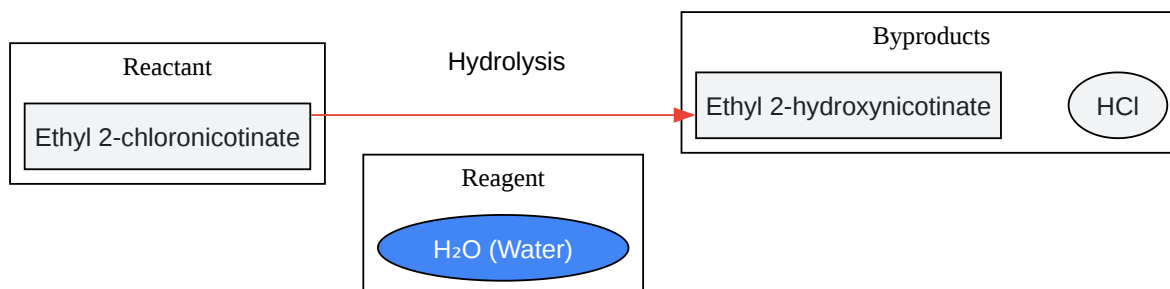 Reactant
Ethyl 2-chloronicotinate
Hydrolysis
Reagent
H₂O (Water)
Byproducts
Ethyl 2-hydroxynicotinate
HCl